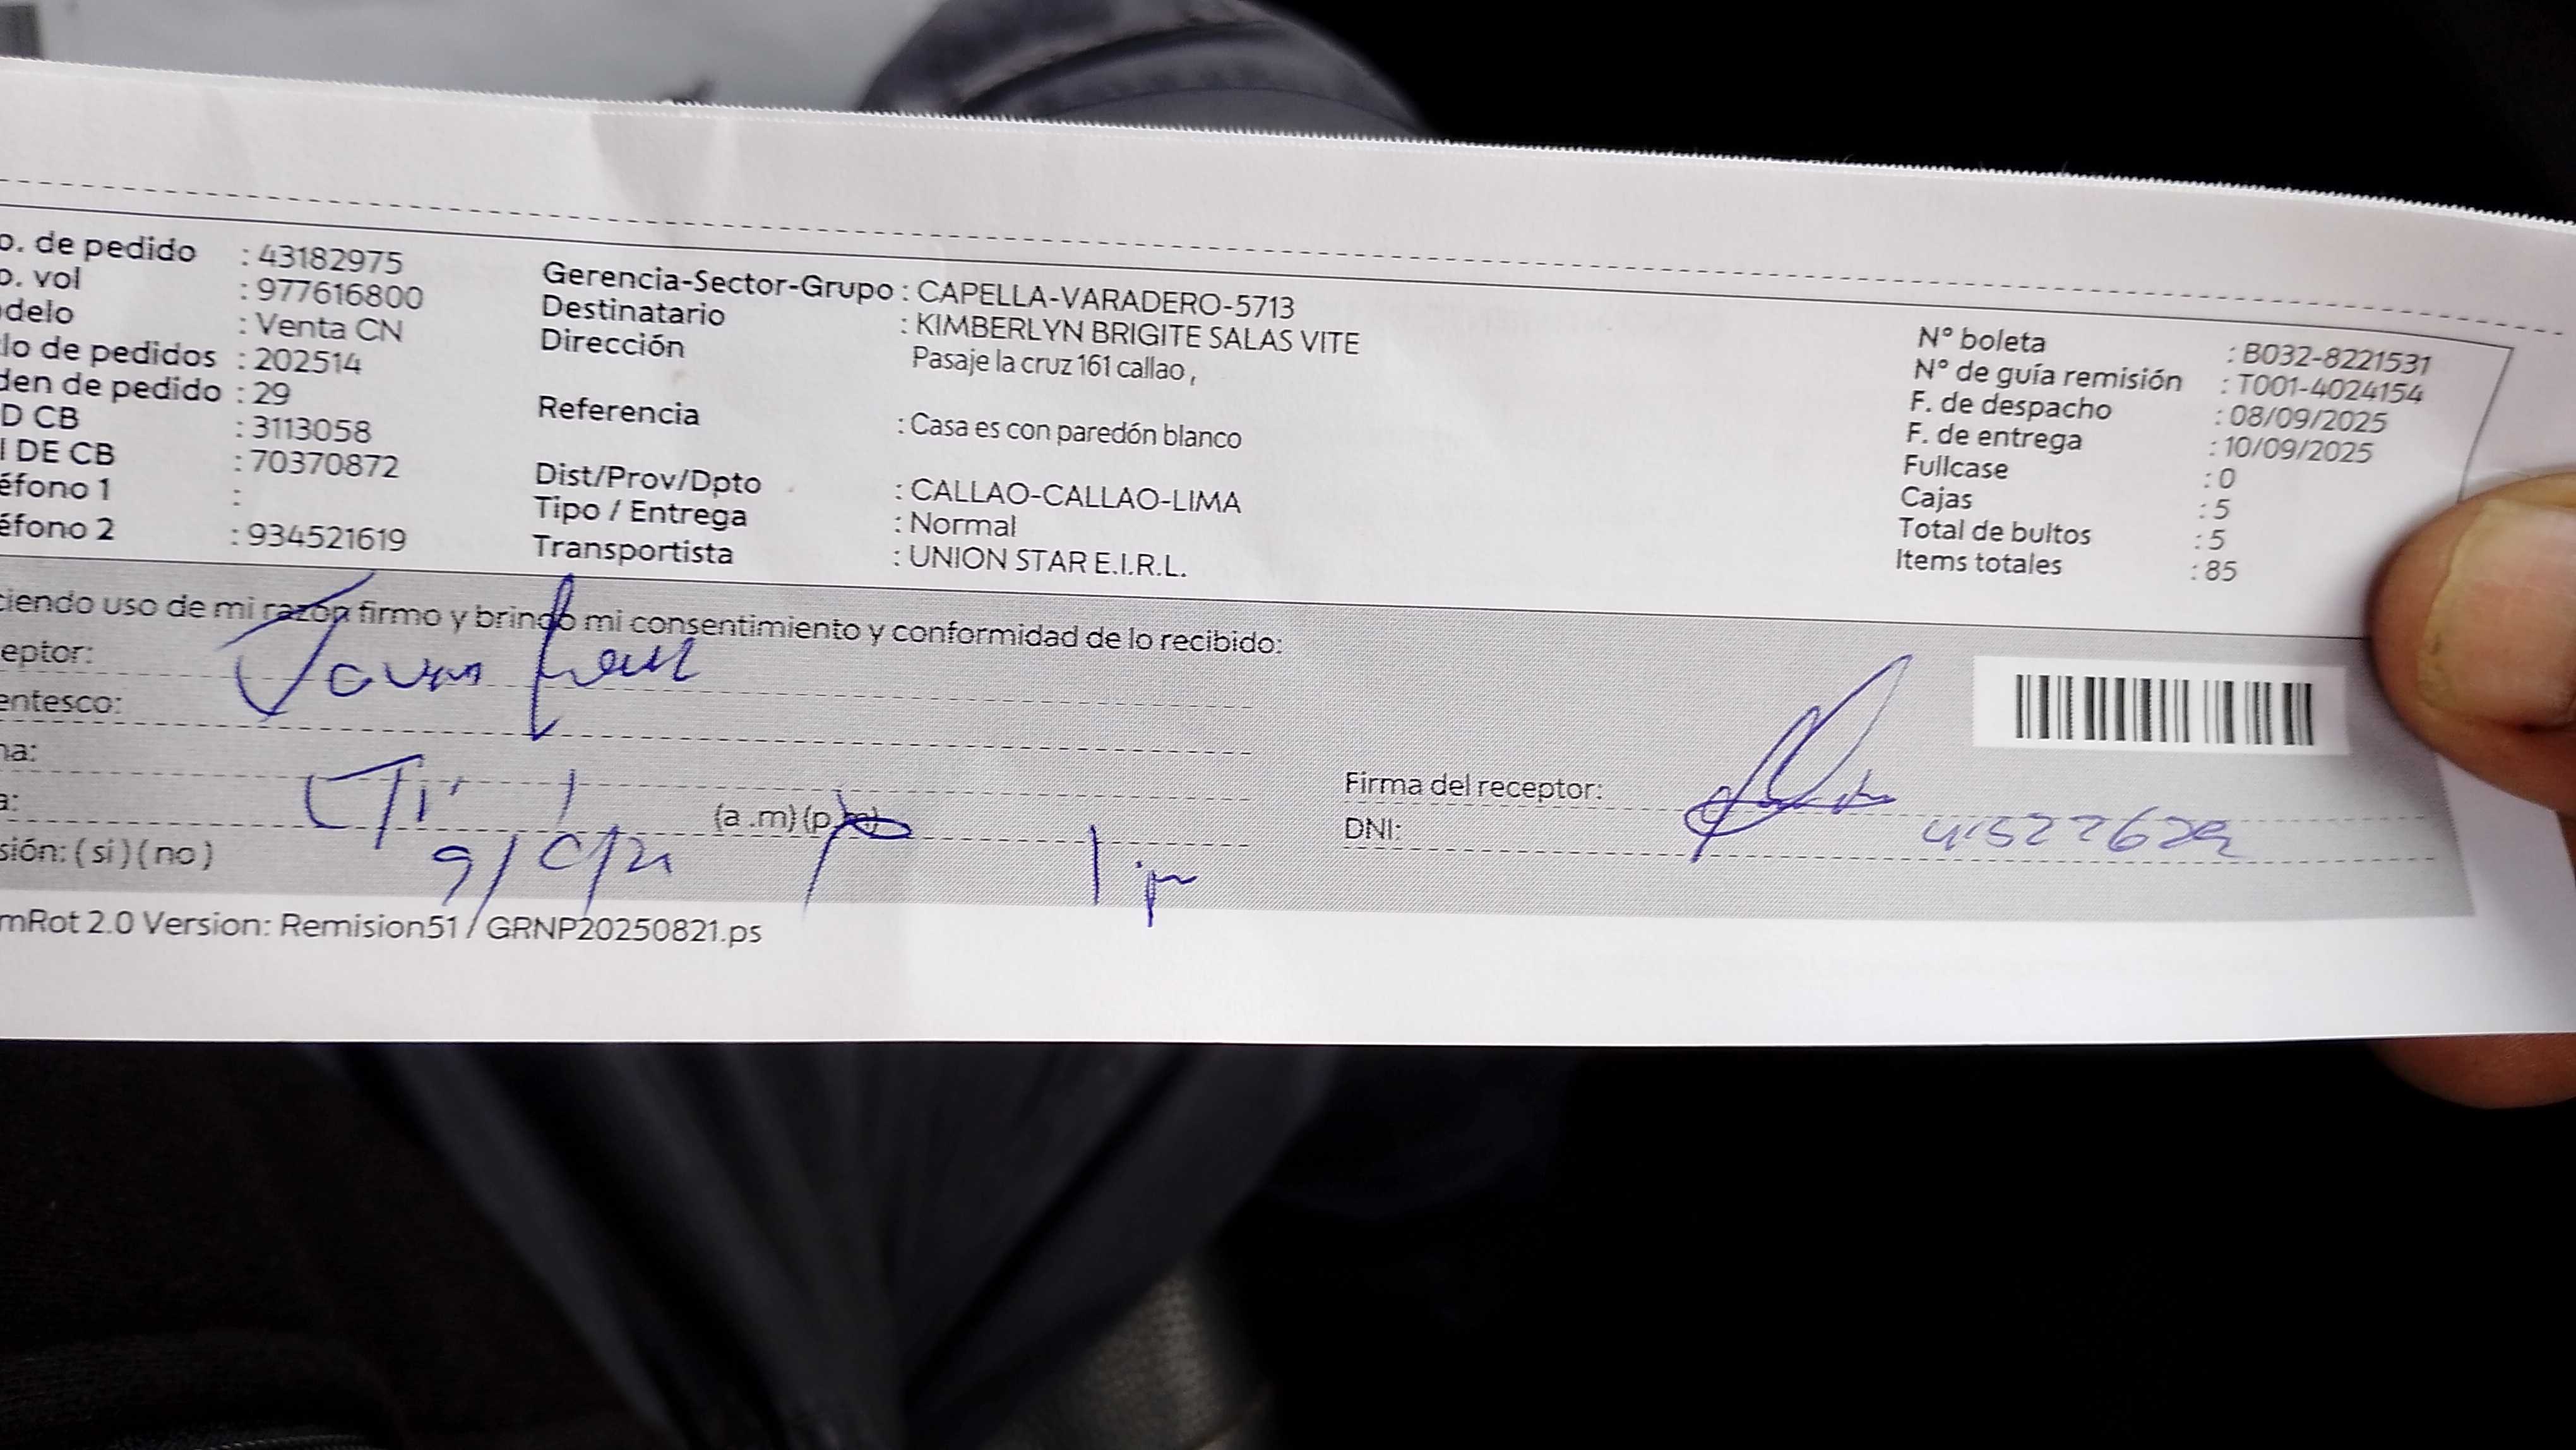 o. de pedido : 43182975
o. vol : 977616800
odelo : Venta CN
lo de pedidos : 202514
den de pedido : 29
D CB : 3113058
I DE CB : 70370872
éfono 1 :
éfono 2 : 934521619
Gerencia-Sector-Grupo : CAPELLA-VARADERO-5713
Destinatario : KIMBERLYN BRIGITE SALAS VITE
Dirección Pasaje la cruz 161 callao ,
Referencia : Casa es con paredón blanco
Dist/Prov/Dpto : CALLAO-CALLAO-LIMA
Tipo / Entrega : Normal
Transportista : UNION STAR E.I.R.L.
N° boleta : B032-8221531
N° de guía remisión : T001-4024154
F. de despacho : 08/09/2025
F. de entrega : 10/09/2025
Fullcase : 0
Cajas : 5
Total de bultos : 5
Items totales : 85
ciendo uso de mi razón firmo y brindo mi consentimiento y conformidad de lo recibido:
eptor:
entesco:
na:
a: (a .m) (p .m)
sión: ( si ) ( no )
Firma del receptor:
DNI:
mRot 2.0 Version: Remision51 / GRNP20250821.ps